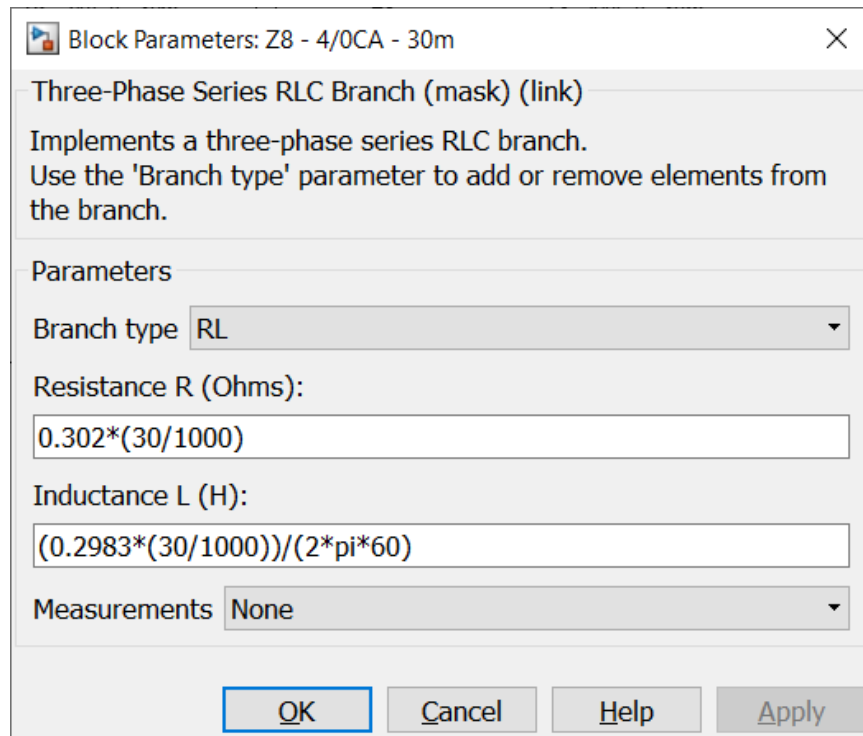 Block Parameters: Z8 - 4/0CA - 30m
Three-Phase Series RLC Branch (mask) (link)
Implements a three-phase series RLC branch.
Use the 'Branch type' parameter to add or remove elements from
the branch.
Parameters
Branch type RL
Resistance R (Ohms):
0.302*(30/1000)
Inductance L (H):
(0.2983*(30/1000))/(2*pi*60)
Measurements None
OK Cancel Help Apply